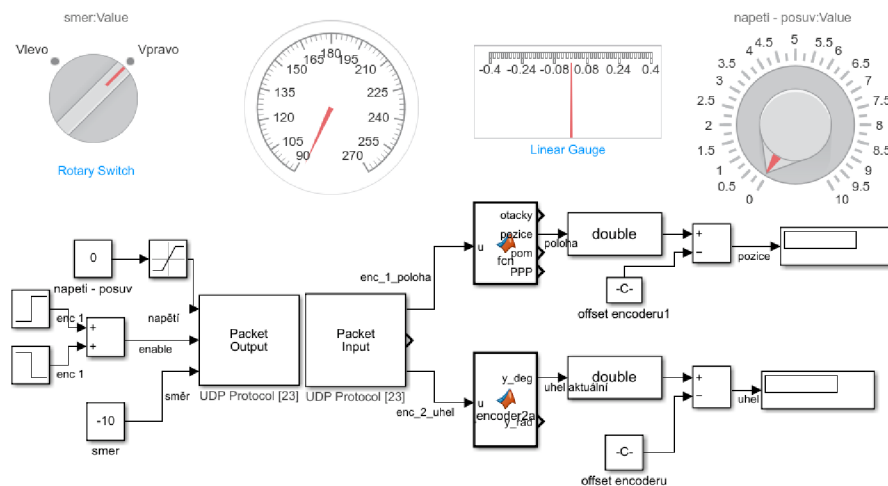 smer:Value
Vlevo
Vpravo
Rotary Switch
90
105
120
135
150
165
180
195
210
225
240
255
270
-0.4
-0.24
-0.08
0.08
0.24
0.4
Linear Gauge
napeti - posuv:Value
0
0.5
1
1.5
2
2.5
3
3.5
4
4.5
5
5.5
6
6.5
7
7.5
8
8.5
9
9.5
10
0
napeti - posuv
enc 1
+
+
enc 1
-10
smer
napětí
enable
směr
Packet
Output
UDP Protocol [23]
Packet
Input
UDP Protocol [23]
enc_1_poloha
enc_2_uhel
u
fcn
otacky
pozice
pom
PPP
poloha
double
-C-
offset encoderu1
+
−
pozice
u
encoder2a
y_deg
y_rad
uhel aktuální
double
-C-
offset encoderu
+
−
uhel